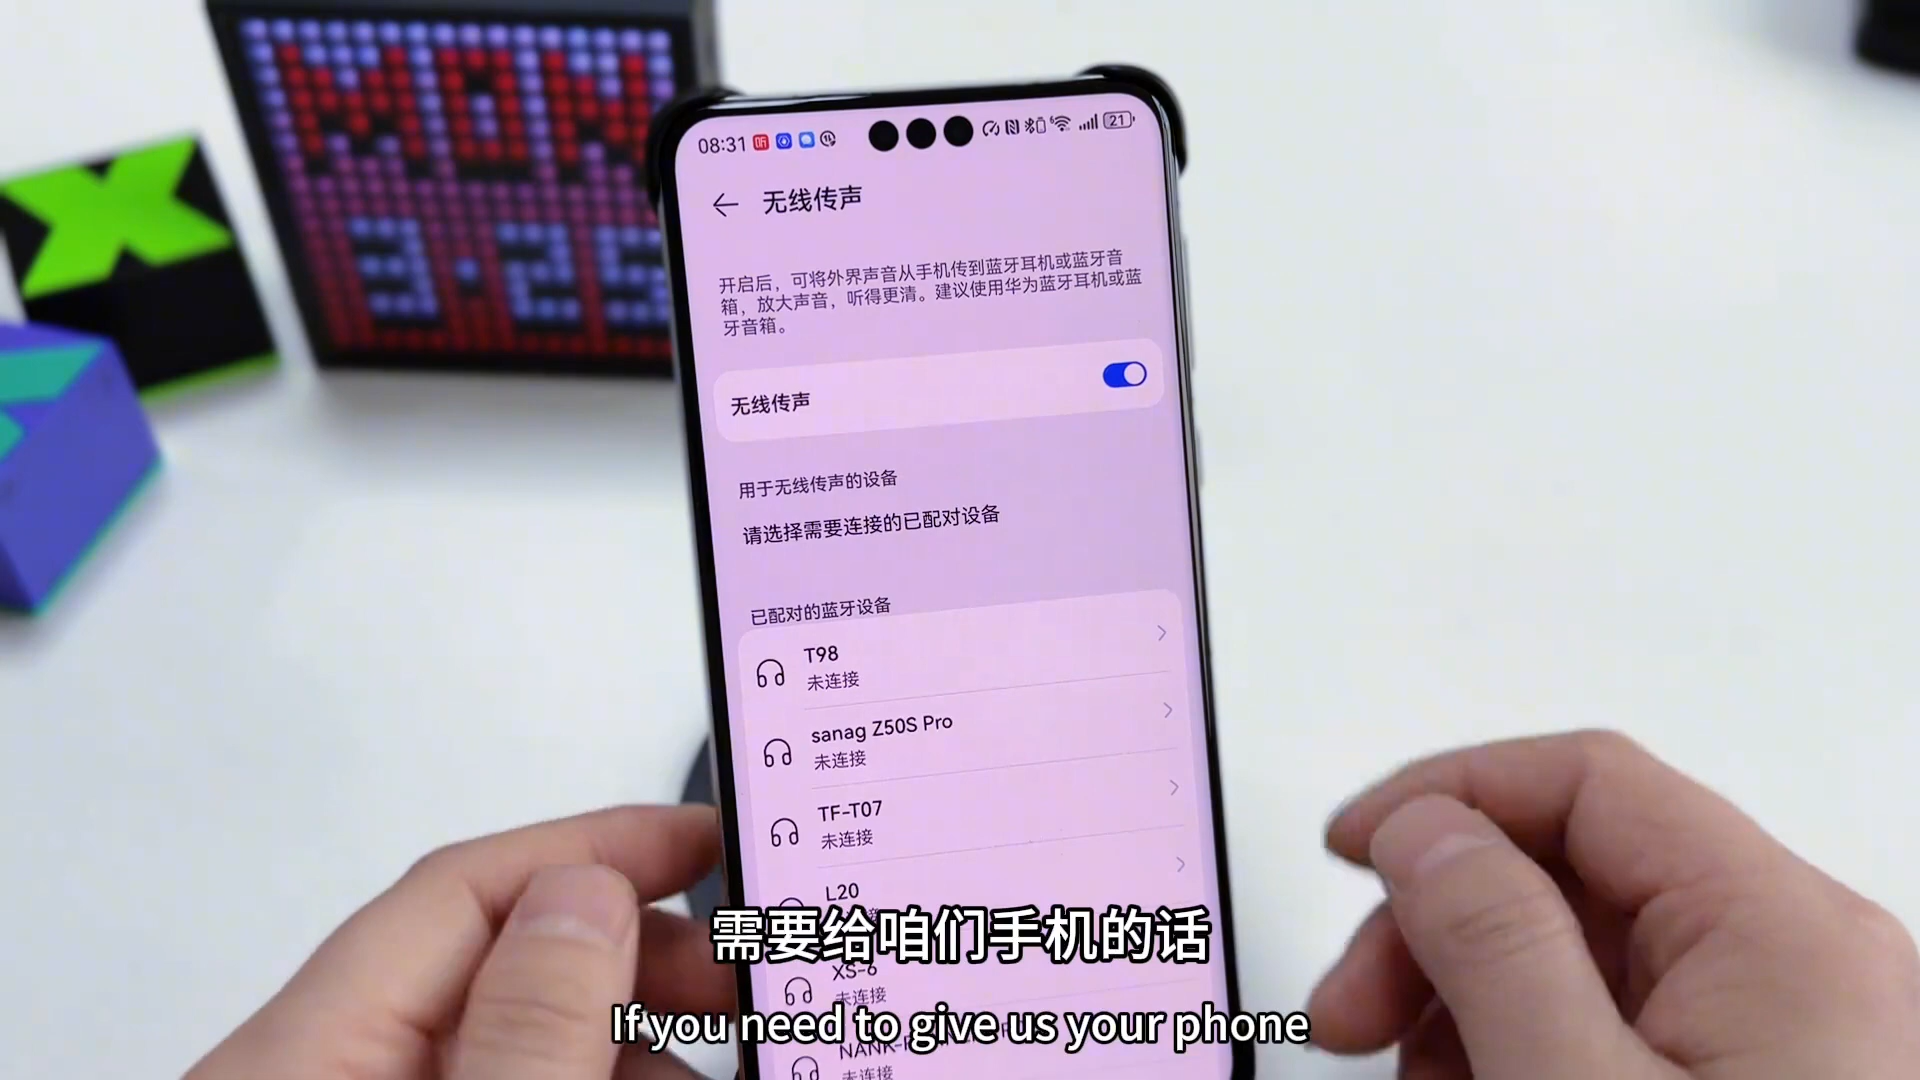 MON
3·25
08:31
21
无线传声
开启后，可将外界声音从手机传到蓝牙耳机或蓝牙音
箱，放大声音，听得更清。建议使用华为蓝牙耳机或蓝
牙音箱。
无线传声
用于无线传声的设备
请选择需要连接的已配对设备
已配对的蓝牙设备
T98
未连接
sanag Z50S Pro
未连接
TF-T07
未连接
L20
需要给咱们手机的话
XS-6
未连接
If you need to give us your phone
未连接